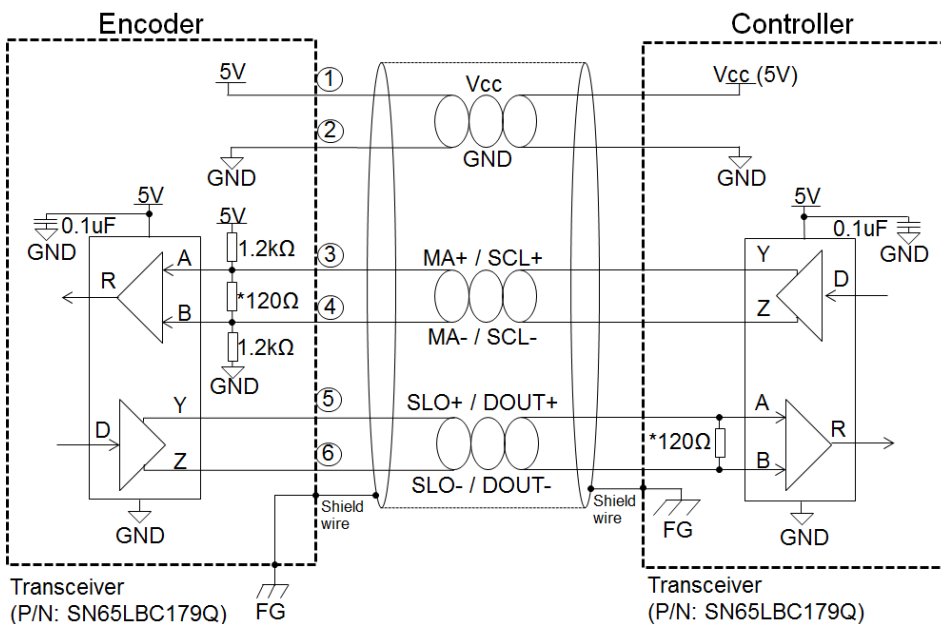 Encoder
Controller
5V
①
Vcc
Vcc (5V)
②
GND
GND
GND
5V
0.1uF
GND
5V
1.2kΩ
③
MA+ / SCL+
5V
0.1uF
GND
A
R
B
*120Ω
④
MA- / SCL-
Y
D
Z
1.2kΩ
GND
⑤
SLO+ / DOUT+
Y
D
Z
⑥
SLO- / DOUT-
*120Ω
A
R
B
GND
Shield
wire
Shield
wire
FG
GND
FG
Transceiver
(P/N: SN65LBC179Q)
Transceiver
(P/N: SN65LBC179Q)